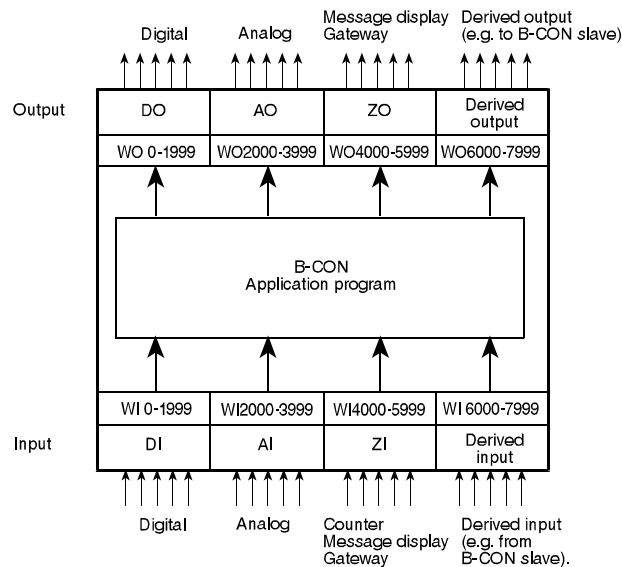 Digital
Analog
Message display
Gateway
Derived output
(e.g. to B-CON slave)
Output
DO
AO
ZO
Derived
output
WO 0-1999
WO2000-3999
WO4000-5999
WO6000-7999
B-CON
Application program
WI 0-1999
WI2000-3999
WI4000-5999
WI 6000-7999
Input
DI
AI
ZI
Derived
input
Digital
Analog
Counter
Message display
Gateway
Derived input
(e.g. from
B-CON slave).